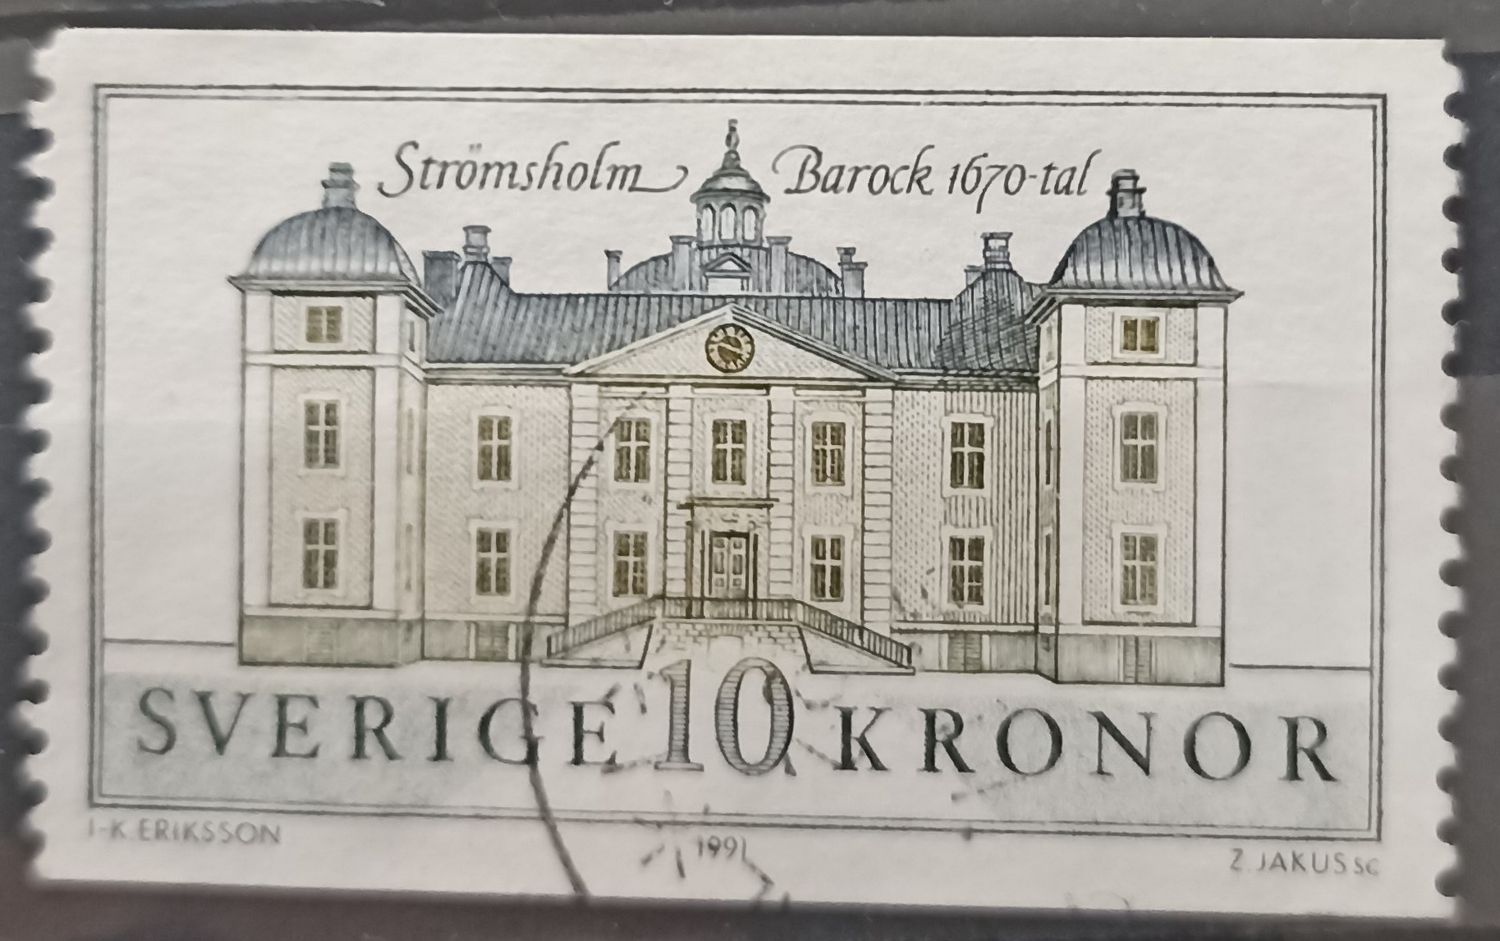 Strömsholm Barock 1670-tal
SVERIGE 10 KRONOR
I-K. ERIKSSON 1991 Z. JAKUS SC